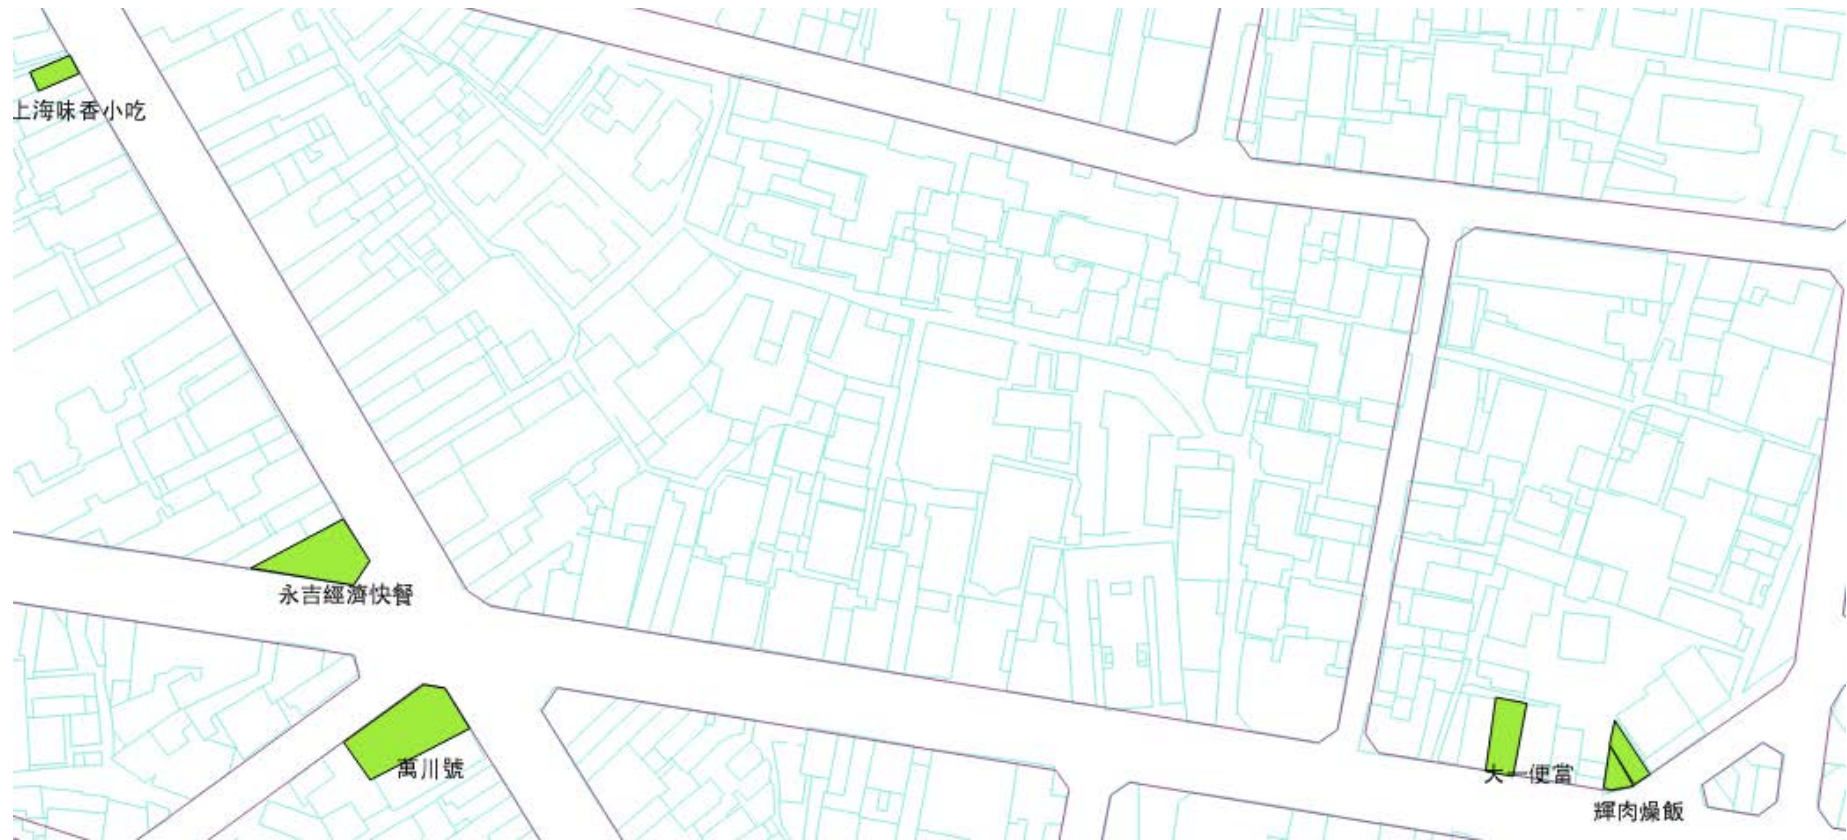 上海味香小吃
永吉經濟快餐
萬川號
大一便當
輝肉燥飯